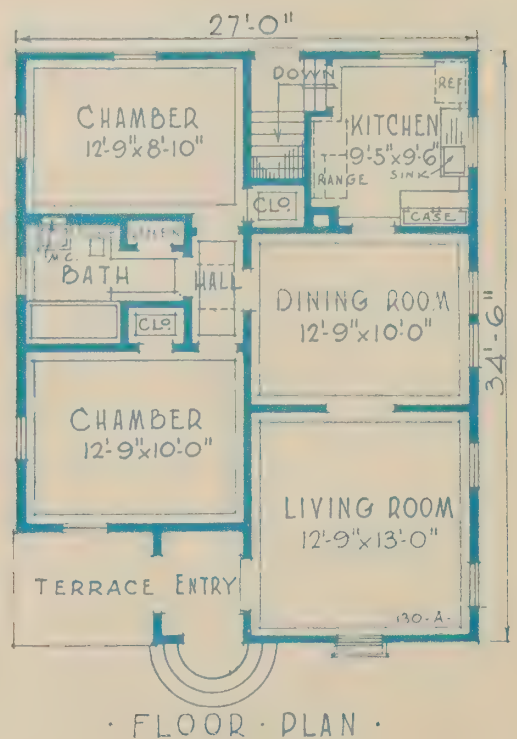 27'-0"
DOWN
REF.
CHAMBER
12'-9"x8'-10"
KITCHEN
9'-5"x9'-6"
RANGE
SINK
CASE
CLO.
M.C.
BATH
HALL
DINING ROOM
12'-9"x10'-0"
34'-6"
CLO.
CHAMBER
12'-9"x10'-0"
LIVING ROOM
12'-9"x13'-0"
TERRACE
ENTRY
130-A-
· FLOOR · PLAN ·